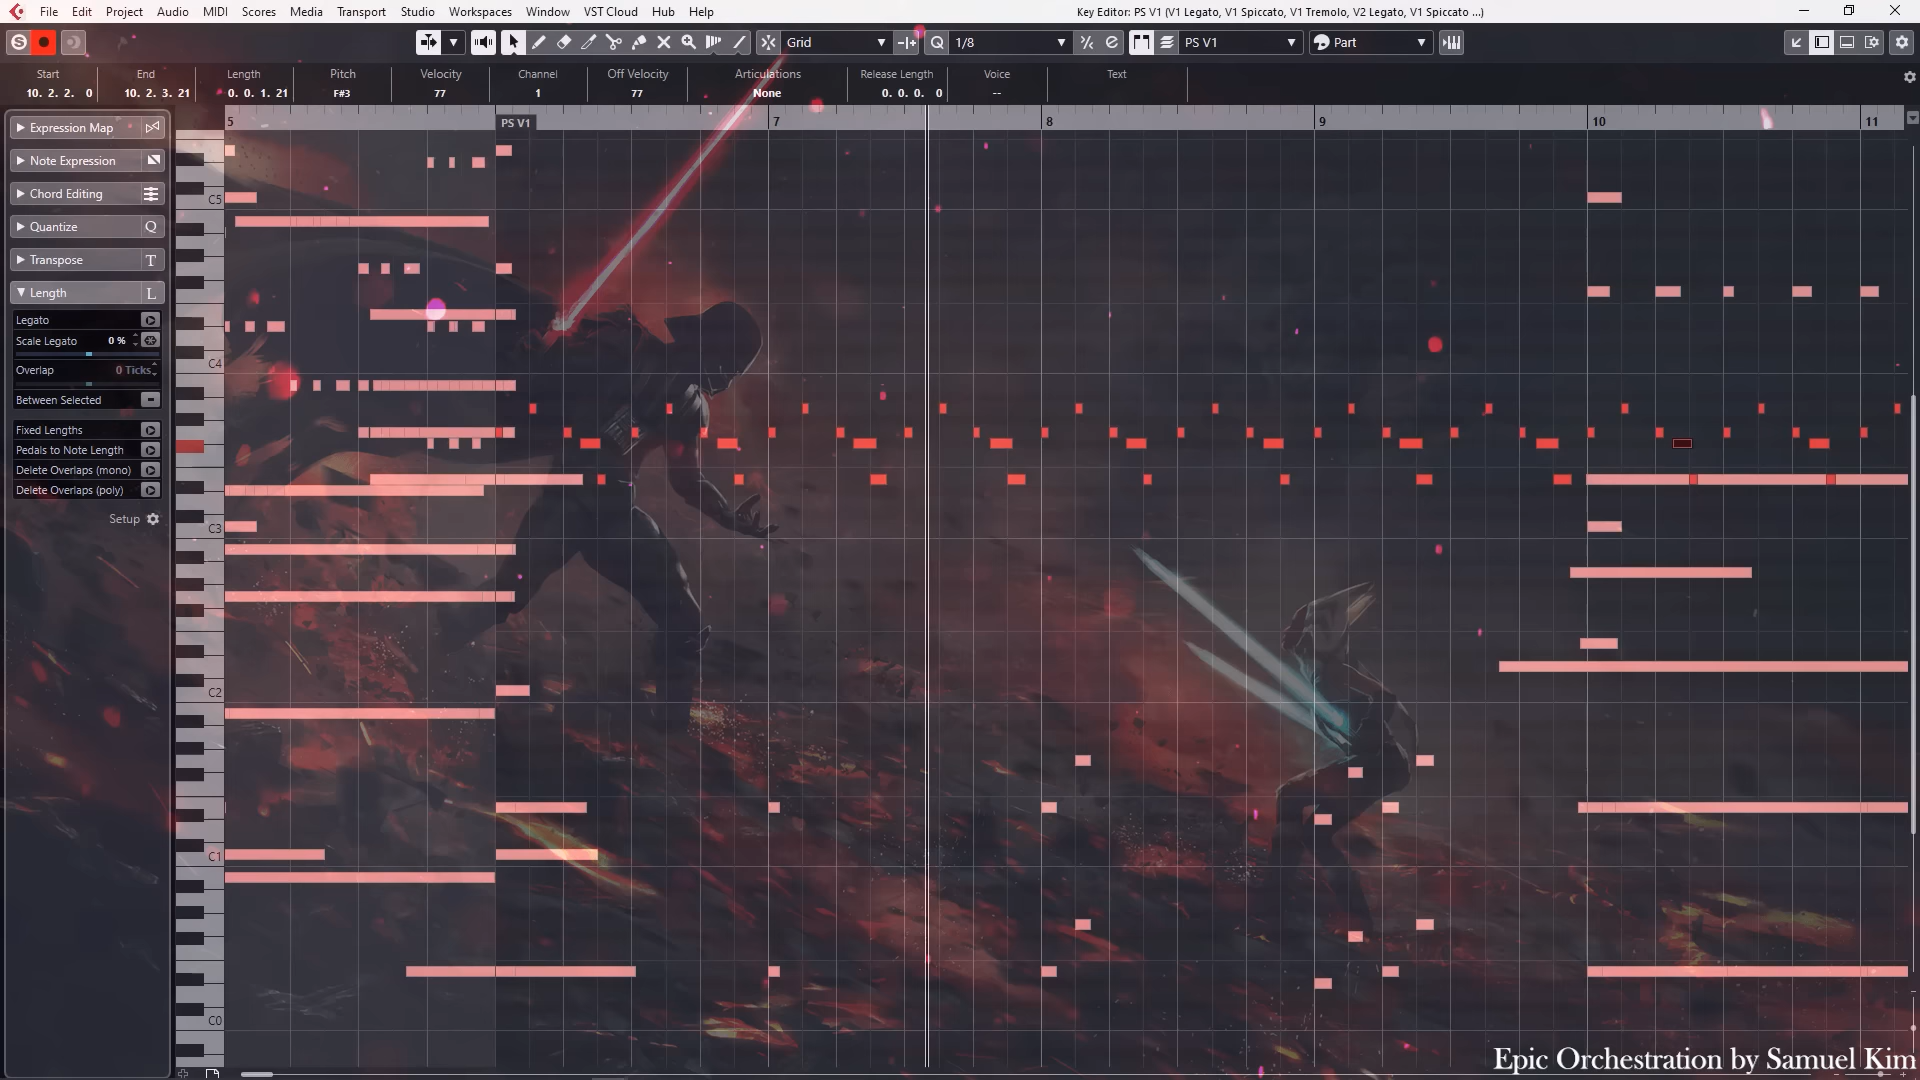 File Edit Project Audio MIDI Scores Media Transport Studio Workspaces Window VST Cloud Hub Help
Key Editor: PS V1 (V1 Legato, V1 Spiccato, V1 Tremolo, V2 Legato, V1 Spiccato ...)
S Grid Q 1/8 PS V1 Part
Start End Length Pitch Velocity Channel Off Velocity Articulations Release Length Voice Text
10. 2. 2. 0 10. 2. 3. 21 0. 0. 1. 21 F#3 77 1 77 None 0. 0. 0. 0 --
5 PS V1 7 8 9 10 11
Expression Map
Note Expression
Chord Editing
Quantize Q
Transpose T
Length L
Legato
Scale Legato 0 %
Overlap 0 Ticks
Between Selected
Fixed Lengths
Pedals to Note Length
Delete Overlaps (mono)
Delete Overlaps (poly)
Setup
C5
C4
C3
C2
C1
C0
Epic Orchestration by Samuel Kim